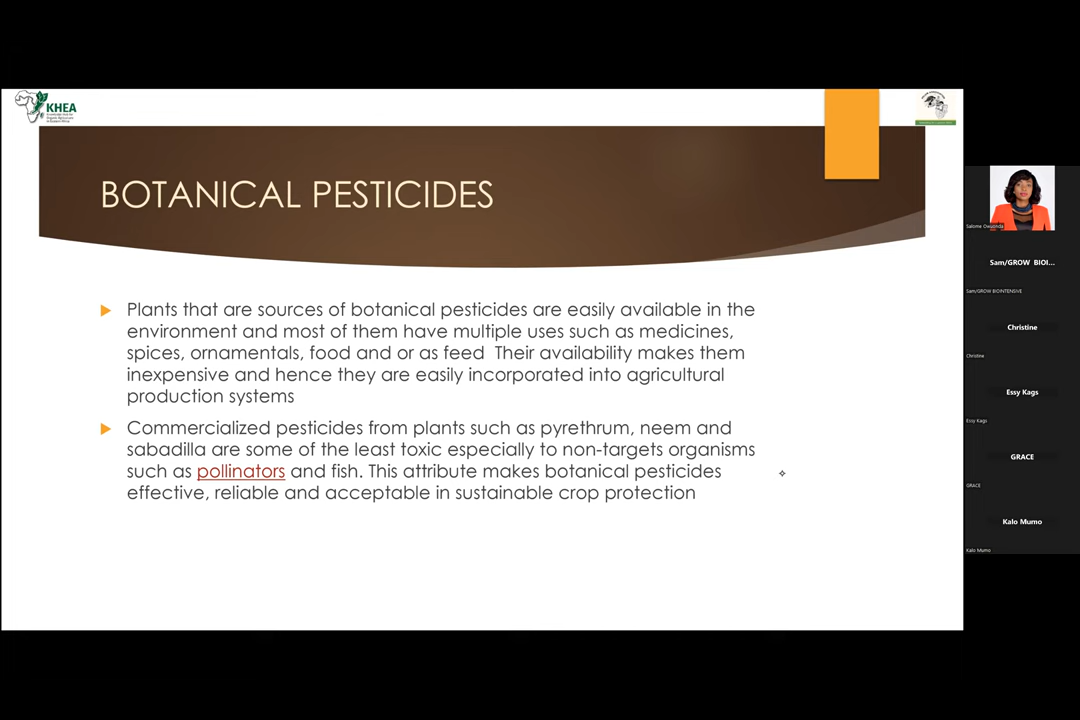 KHEA
BOTANICAL PESTICIDES
Plants that are sources of botanical pesticides are easily available in the
environment and most of them have multiple uses such as medicines,
spices, ornamentals, food and or as feed  Their availability makes them
inexpensive and hence they are easily incorporated into agricultural
production systems
Commercialized pesticides from plants such as pyrethrum, neem and
sabadilla are some of the least toxic especially to non-targets organisms
such as pollinators and fish. This attribute makes botanical pesticides
effective, reliable and acceptable in sustainable crop protection
Salome Owuonda
Sam/GROW BIOI...
Sam/GROW BIOINTENSIVE
Christine
Christine
Essy Kags
Essy Kags
GRACE
GRACE
Kalo Mumo
Kalo Mumo